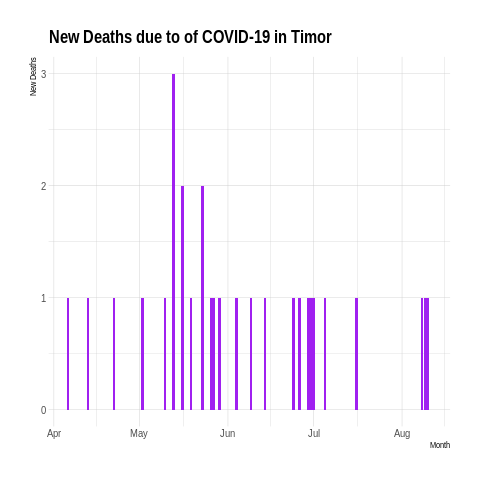 New Deaths due to of COVID-19 in Timor
New Deaths
3
2
1
0
Apr May Jun Jul Aug
Month